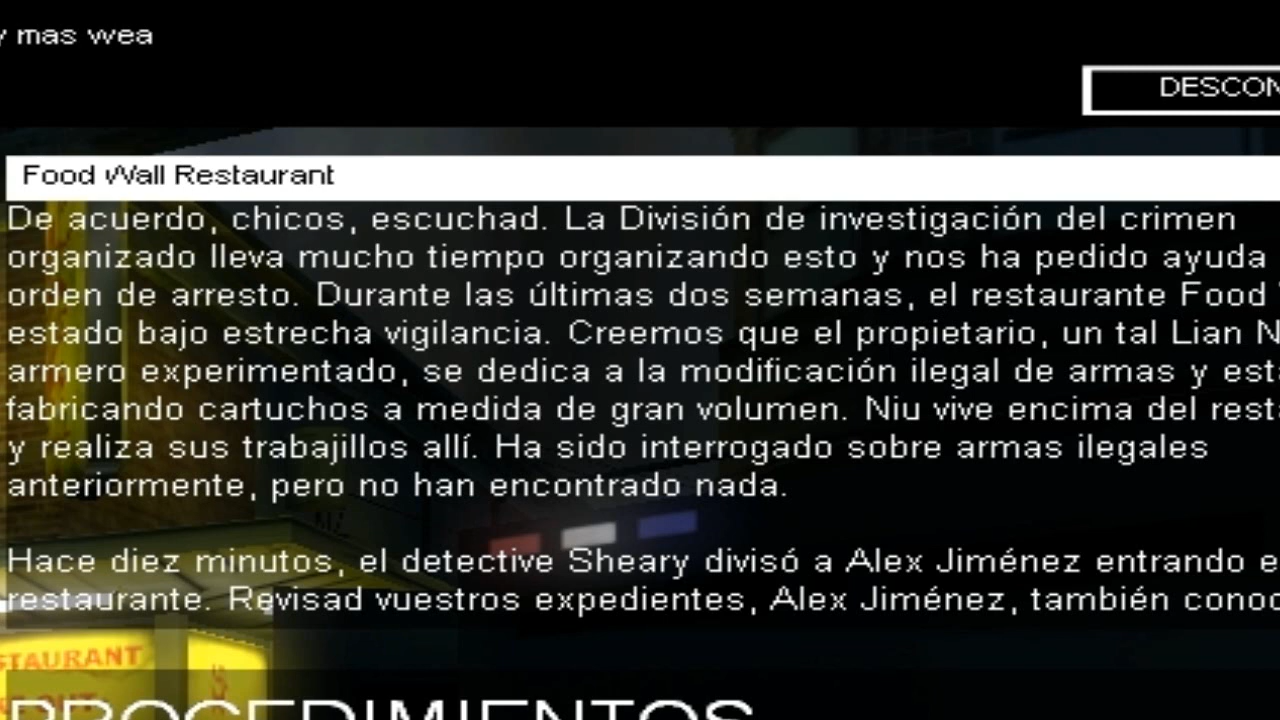 y mas wea
DESCON
Food Wall Restaurant
De acuerdo, chicos, escuchad. La División de investigación del crimen
organizado lleva mucho tiempo organizando esto y nos ha pedido ayuda
orden de arresto. Durante las últimas dos semanas, el restaurante Food
estado bajo estrecha vigilancia. Creemos que el propietario, un tal Lian N
armero experimentado, se dedica a la modificación ilegal de armas y est
fabricando cartuchos a medida de gran volumen. Niu vive encima del rest
y realiza sus trabajillos allí. Ha sido interrogado sobre armas ilegales
anteriormente, pero no han encontrado nada.
Hace diez minutos, el detective Sheary divisó a Alex Jiménez entrando e
restaurante. Revisad vuestros expedientes, Alex Jiménez, también conoc
STAURANT
PROCEDIMIENTOS